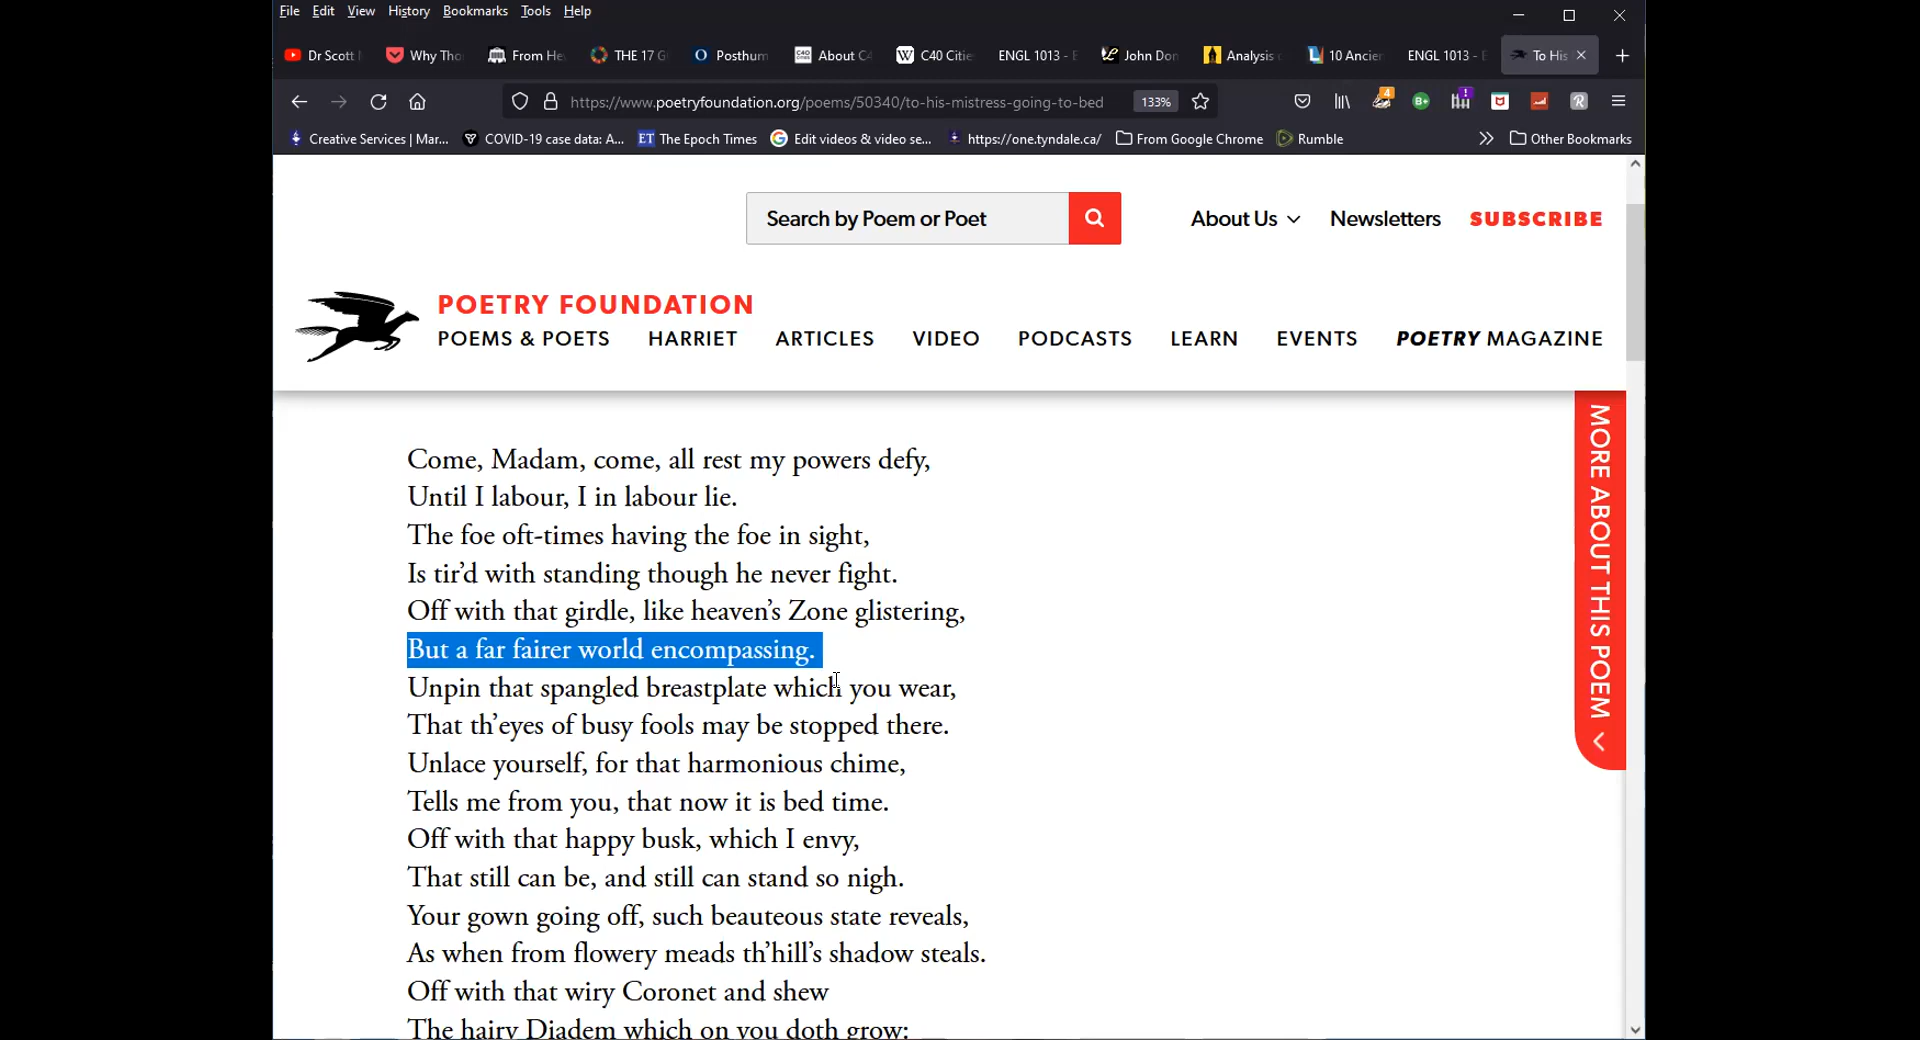 File Edit View History Bookmarks Tools Help
Dr Scott Why Tho From He THE 17 G Posthum About C4 C40 Citie ENGL 1013 - E John Don Analysis 10 Ancien ENGL 1013 - E To His
https://www.poetryfoundation.org/poems/50340/to-his-mistress-going-to-bed 133% 4 B+ 1
Creative Services | Mar... COVID-19 case data: A... ET The Epoch Times Edit videos & video se... https://one.tyndale.ca/ From Google Chrome Rumble Other Bookmarks
Search by Poem or Poet About Us Newsletters SUBSCRIBE
POETRY FOUNDATION
POEMS & POETS HARRIET ARTICLES VIDEO PODCASTS LEARN EVENTS POETRY MAGAZINE
MORE ABOUT THIS POEM
Come, Madam, come, all rest my powers defy,
Until I labour, I in labour lie.
The foe oft-times having the foe in sight,
Is tir’d with standing though he never fight.
Off with that girdle, like heaven’s Zone glistering,
But a far fairer world encompassing.
Unpin that spangled breastplate which you wear,
That th’eyes of busy fools may be stopped there.
Unlace yourself, for that harmonious chime,
Tells me from you, that now it is bed time.
Off with that happy busk, which I envy,
That still can be, and still can stand so nigh.
Your gown going off, such beauteous state reveals,
As when from flowery meads th’hill’s shadow steals.
Off with that wiry Coronet and shew
The hairy Diadem which on you doth grow: